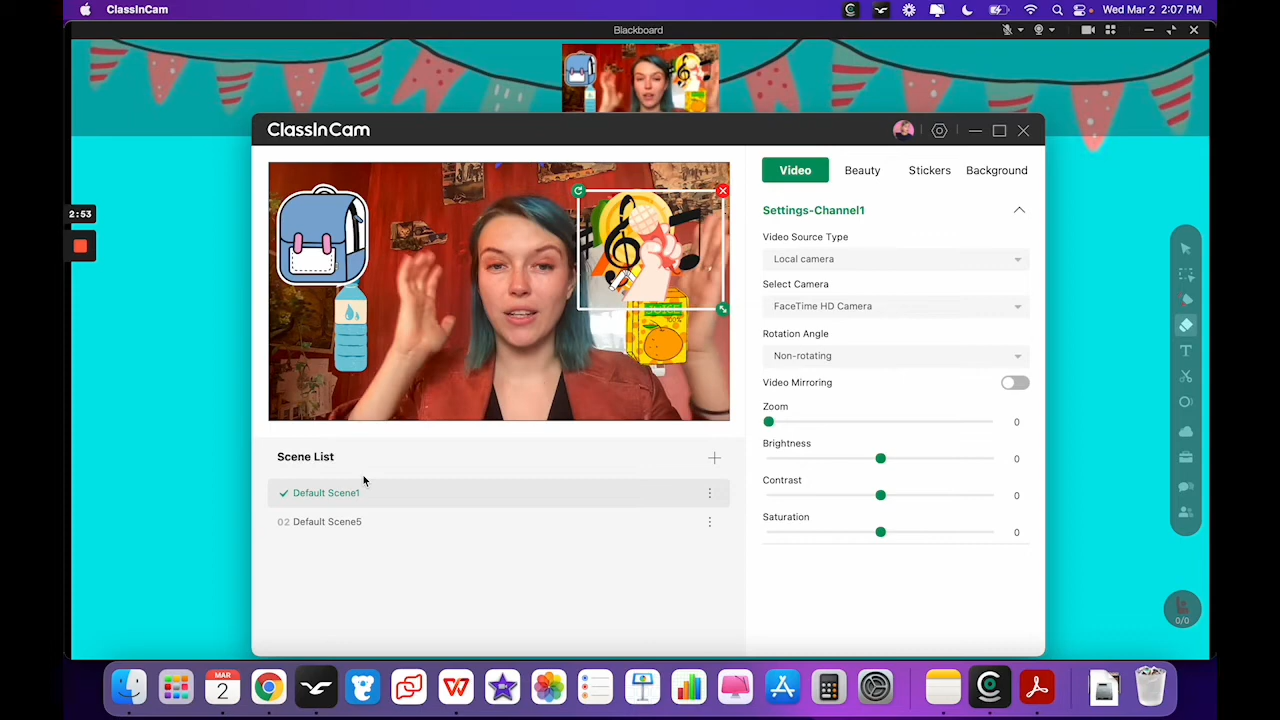 ClassInCam
Wed Mar 2 2:07 PM
Blackboard
2:53
ClassInCam
Video
Beauty
Stickers
Background
Settings-Channel1
Video Source Type
Local camera
Select Camera
FaceTime HD Camera
Rotation Angle
Non-rotating
Video Mirroring
Zoom
0
Brightness
0
Contrast
0
Saturation
0
Scene List
Default Scene1
02 Default Scene5
T
0/0
MAR
2